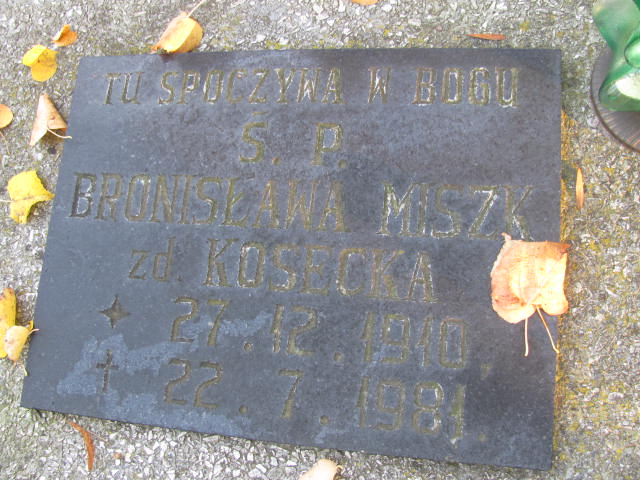 TU SPOCZYWA W BOGU
Ś. P.
BRONISŁAWA MISZK
zd. KOSECKA
27.12.1910.
22.7.1981.